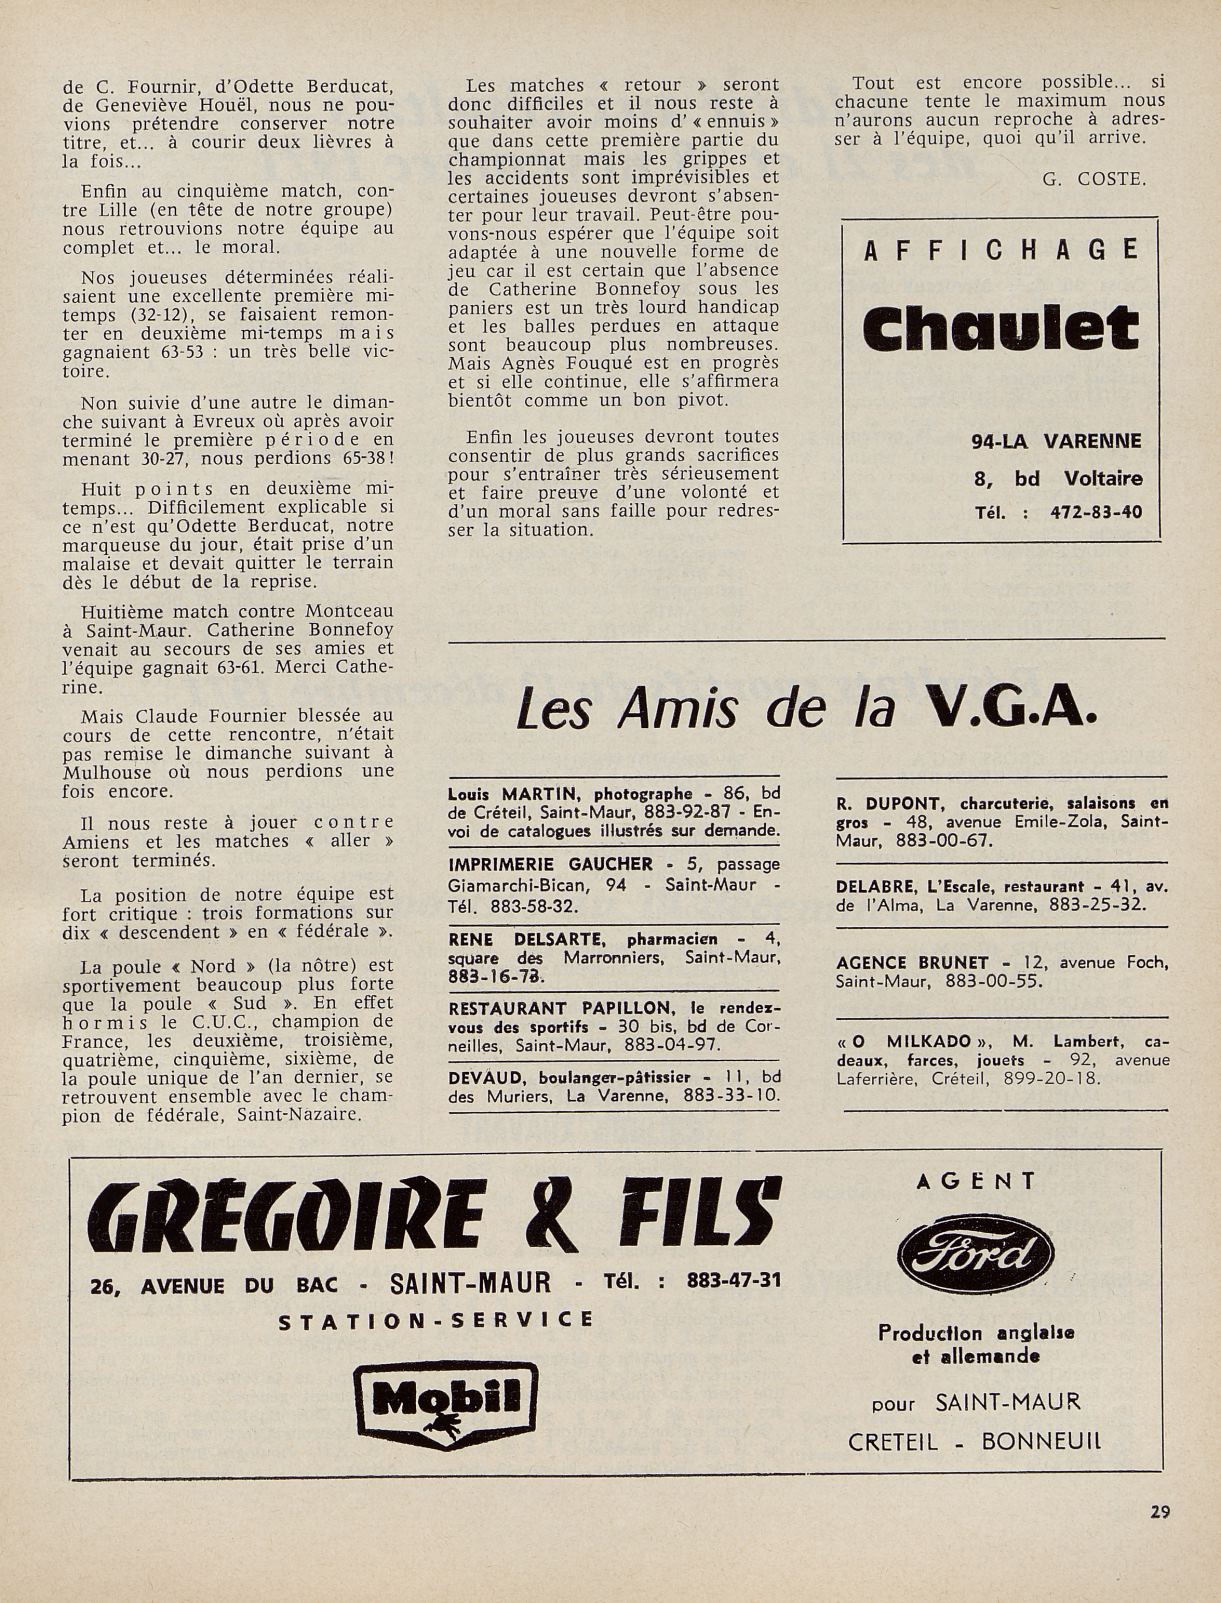 de C. Fournir, d'Odette Berducat,
de Geneviève Houël, nous ne pou-
vions prétendre conserver notre
titre, et... à courir deux lièvres à
la fois...
Enfin au cinquième match, con-
tre Lille (en tête de notre groupe)
nous retrouvions notre équipe au
complet et... le moral.
Nos joueuses déterminées réali-
saient une excellente première mi-
temps (32-12), se faisaient remon-
ter en deuxième mi-temps mais
gagnaient 63-53 : un très belle vic-
toire.
Non suivie d'une autre le diman-
che suivant à Evreux où après avoir
terminé le première période en
menant 30-27, nous perdions 65-38!
Huit points en deuxième mi-
temps... Difficilement explicable si
ce n'est qu'Odette Berducat, notre
marqueuse du jour, était prise d'un
malaise et devait quitter le terrain
dès le début de la reprise.
Huitième match contre Montceau
à Saint-Maur. Catherine Bonnefoy
venait au secours de ses amies et
l'équipe gagnait 63-61. Merci Cathe-
rine.
Mais Claude Fournier blessée au
cours de cette rencontre, n'était
pas remise le dimanche suivant à
Mulhouse où nous perdions une
fois encore.
Il nous reste à jouer contre
Amiens et les matches « aller »
seront terminés.
La position de notre équipe est
fort critique : trois formations sur
dix « descendent » en « fédérale ».
La poule « Nord » (la nôtre) est
sportivement beaucoup plus forte
que la poule « Sud ». En effet
hormis le C.U.C., champion de
France, les deuxième, troisième,
quatrième, cinquième, sixième, de
la poule unique de l'an dernier, se
retrouvent ensemble avec le cham-
pion de fédérale, Saint-Nazaire.
Les matches « retour » seront
donc difficiles et il nous reste à
souhaiter avoir moins d'« ennuis »
que dans cette première partie du
championnat mais les grippes et
les accidents sont imprévisibles et
certaines joueuses devront s'absen-
ter pour leur travail. Peut-être pou-
vons-nous espérer que l'équipe soit
adaptée à une nouvelle forme de
jeu car il est certain que l'absence
de Catherine Bonnefoy sous les
paniers est un très lourd handicap
et les balles perdues en attaque
sont beaucoup plus nombreuses.
Mais Agnès Fouqué est en progrès
et si elle continue, elle s'affirmera
bientôt comme un bon pivot.
Enfin les joueuses devront toutes
consentir de plus grands sacrifices
pour s'entraîner très sérieusement
et faire preuve d'une volonté et
d'un moral sans faille pour redres-
ser la situation.
Tout est encore possible... si
chacune tente le maximum nous
n'aurons aucun reproche à adres-
ser à l'équipe, quoi qu'il arrive.
G. COSTE.
AFFICHAGE
Chaulet
94-LA VARENNE
8, bd Voltaire
Tél. : 472-83-40
Les Amis de la V.G.A.
Louis MARTIN, photographe - 86, bd
de Créteil, Saint-Maur, 883-92-87 - En-
voi de catalogues illustrés sur demande.
IMPRIMERIE GAUCHER - 5, passage
Giamarchi-Bican, 94 - Saint-Maur -
Tél. 883-58-32.
RENE DELSARTE, pharmacien - 4,
square des Marronniers, Saint-Maur,
883-16-73.
RESTAURANT PAPILLON, le rendez-
vous des sportifs - 30 bis, bd de Cor-
neilles, Saint-Maur, 883-04-97.
DEVAUD, boulanger-pâtissier - 11, bd
des Muriers, La Varenne, 883-33-10.
R. DUPONT, charcuterie, salaisons en
gros - 48, avenue Emile-Zola, Saint-
Maur, 883-00-67.
DELABRE, L'Escale, restaurant - 41, av.
de l'Alma, La Varenne, 883-25-32.
AGENCE BRUNET - 12, avenue Foch,
Saint-Maur, 883-00-55.
« O MILKADO », M. Lambert, ca-
deaux, farces, jouets - 92, avenue
Laferrière, Créteil, 899-20-18.
GRÉGOIRE & FILS
26, AVENUE DU BAC - SAINT-MAUR - Tél. : 883-47-31
STATION-SERVICE
Mobil
AGENT
Ford
Production anglaise
et allemande
pour SAINT-MAUR
CRETEIL - BONNEUIL
29